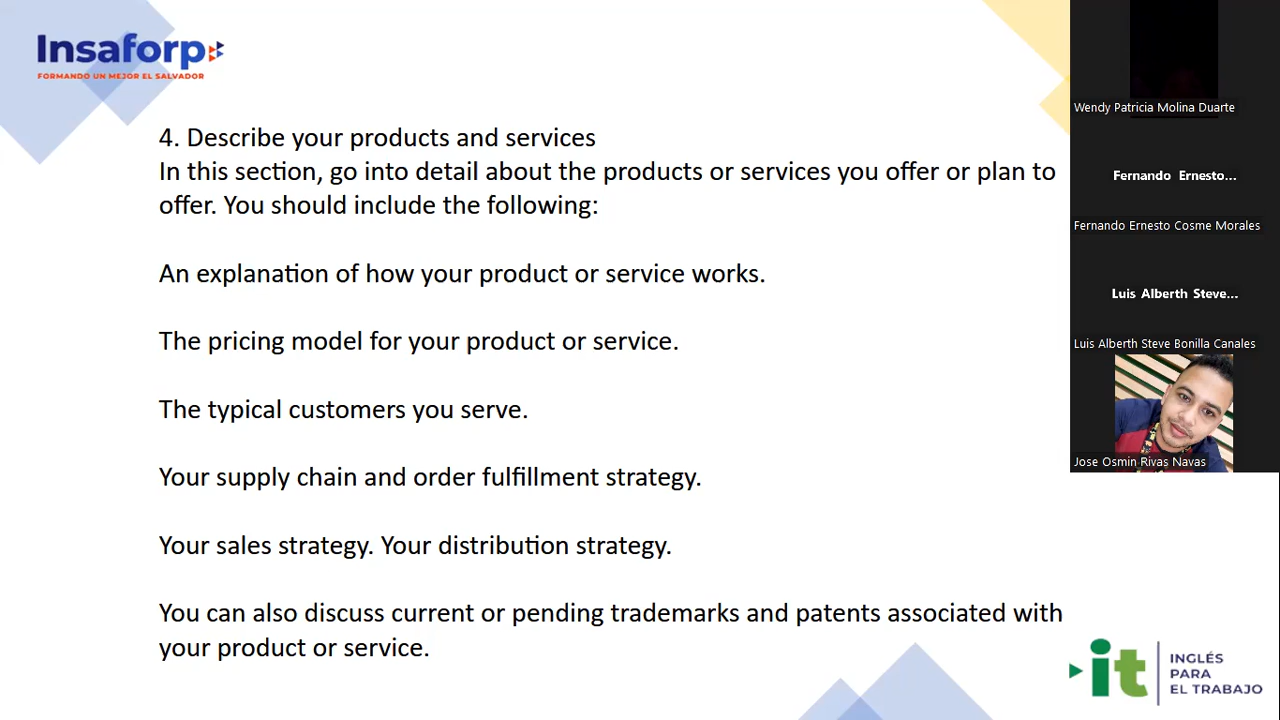 Insaforp
FORMANDO UN MEJOR EL SALVADOR
4. Describe your products and services
In this section, go into detail about the products or services you offer or plan to
offer. You should include the following:
An explanation of how your product or service works.
The pricing model for your product or service.
The typical customers you serve.
Your supply chain and order fulfillment strategy.
Your sales strategy. Your distribution strategy.
You can also discuss current or pending trademarks and patents associated with
your product or service.
Wendy Patricia Molina Duarte
Fernando Ernesto...
Fernando Ernesto Cosme Morales
Luis Alberth Steve...
Luis Alberth Steve Bonilla Canales
Jose Osmin Rivas Navas
it
INGLÉS
PARA
EL TRABAJO